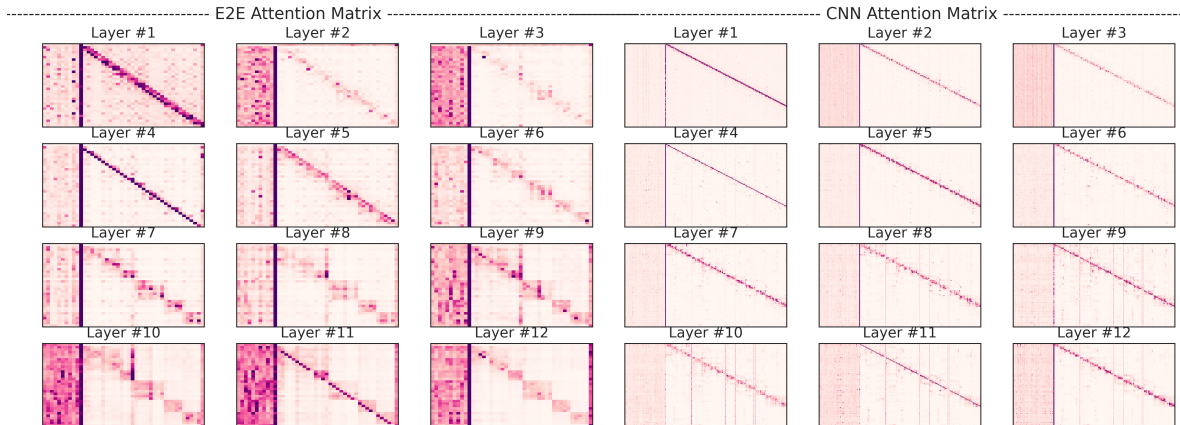 E2E Attention Matrix CNN Attention Matrix
Layer #1 Layer #2 Layer #3 Layer #1 Layer #2 Layer #3
Layer #4 Layer #5 Layer #6 Layer #4 Layer #5 Layer #6
Layer #7 Layer #8 Layer #9 Layer #7 Layer #8 Layer #9
Layer #10 Layer #11 Layer #12 Layer #10 Layer #11 Layer #12